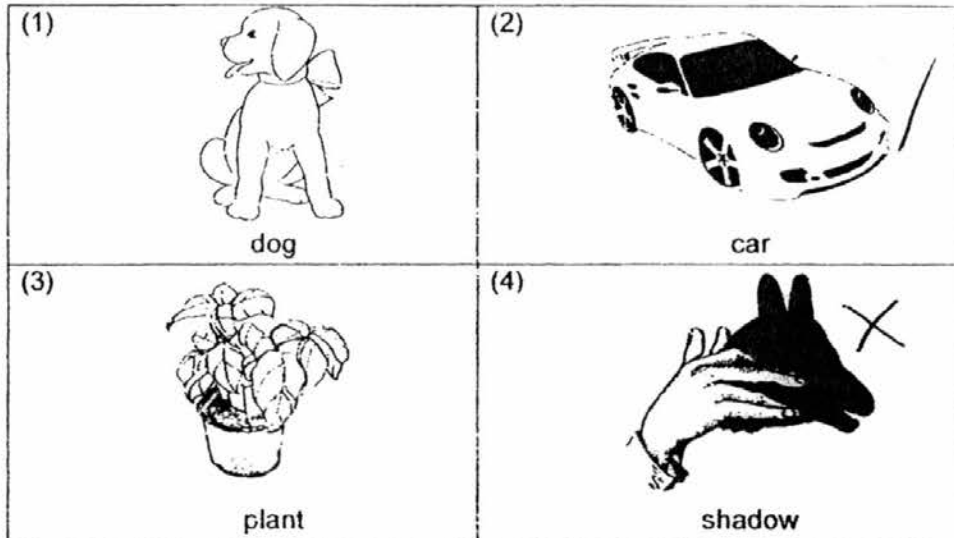 (1)
dog
(2)
car
(3)
plant
(4)
shadow